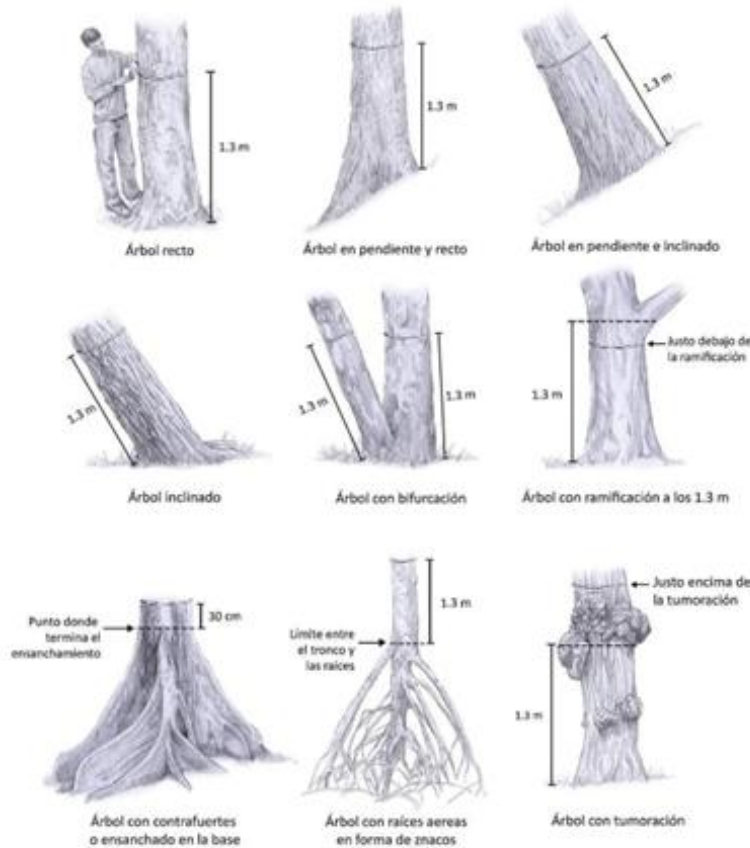 1.3 m
Árbol recto
1.3 m
Árbol en pendiente y recto
1.3 m
Árbol en pendiente e inclinado
1.3 m
Árbol inclinado
1.3 m
1.3 m
Árbol con bifurcación
1.3 m
Justo debajo de
la ramificación
Árbol con ramificación a los 1.3 m
Punto donde
termina el
ensanchamiento
30 cm
Árbol con contrafuertes
o ensanchado en la base
1.3 m
Límite entre
el tronco y
las raíces
Árbol con raíces aereas
en forma de znacos
Justo encima de
la tumoración
1.3 m
Árbol con tumoración